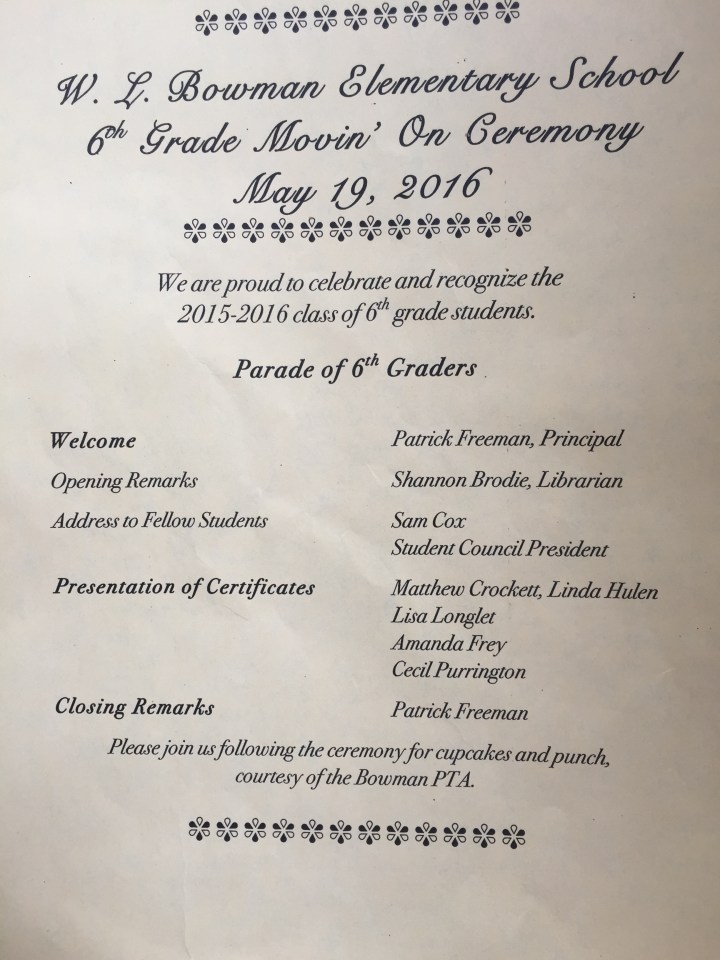 W. L. Bowman Elementary School
6th Grade Movin' On Ceremony
May 19, 2016
We are proud to celebrate and recognize the
2015-2016 class of 6th grade students.
Parade of 6th Graders
Welcome Patrick Freeman, Principal
Opening Remarks Shannon Brodie, Librarian
Address to Fellow Students Sam Cox
Student Council President
Presentation of Certificates Matthew Crockett, Linda Hulen
Lisa Longlet
Amanda Frey
Cecil Purrington
Closing Remarks Patrick Freeman
Please join us following the ceremony for cupcakes and punch,
courtesy of the Bowman PTA.